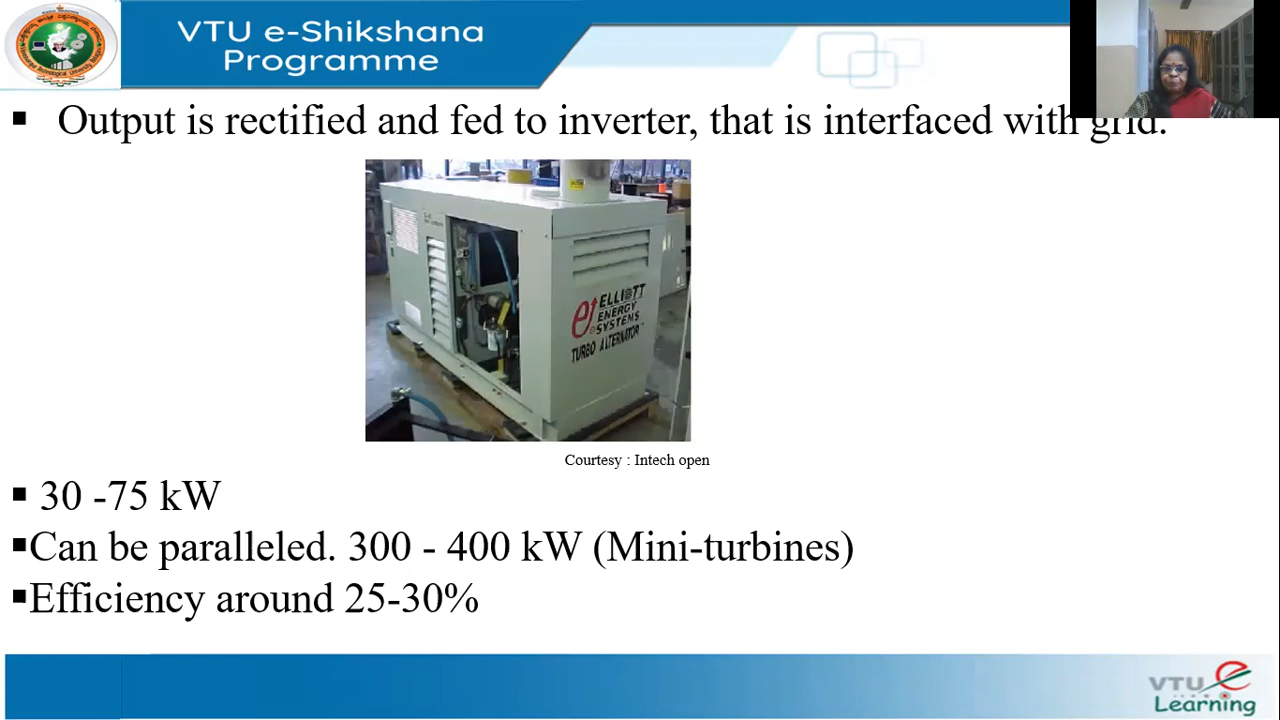 VTU e-Shikshana
Programme
▪ Output is rectified and fed to inverter, that is interfaced with grid.
ELLIOTT
ENERGY
SYSTEMS
TURBO ALTERNATOR
Courtesy : Intech open
▪ 30 -75 kW
▪Can be paralleled. 300 - 400 kW (Mini-turbines)
▪Efficiency around 25-30%
VTU e
Learning